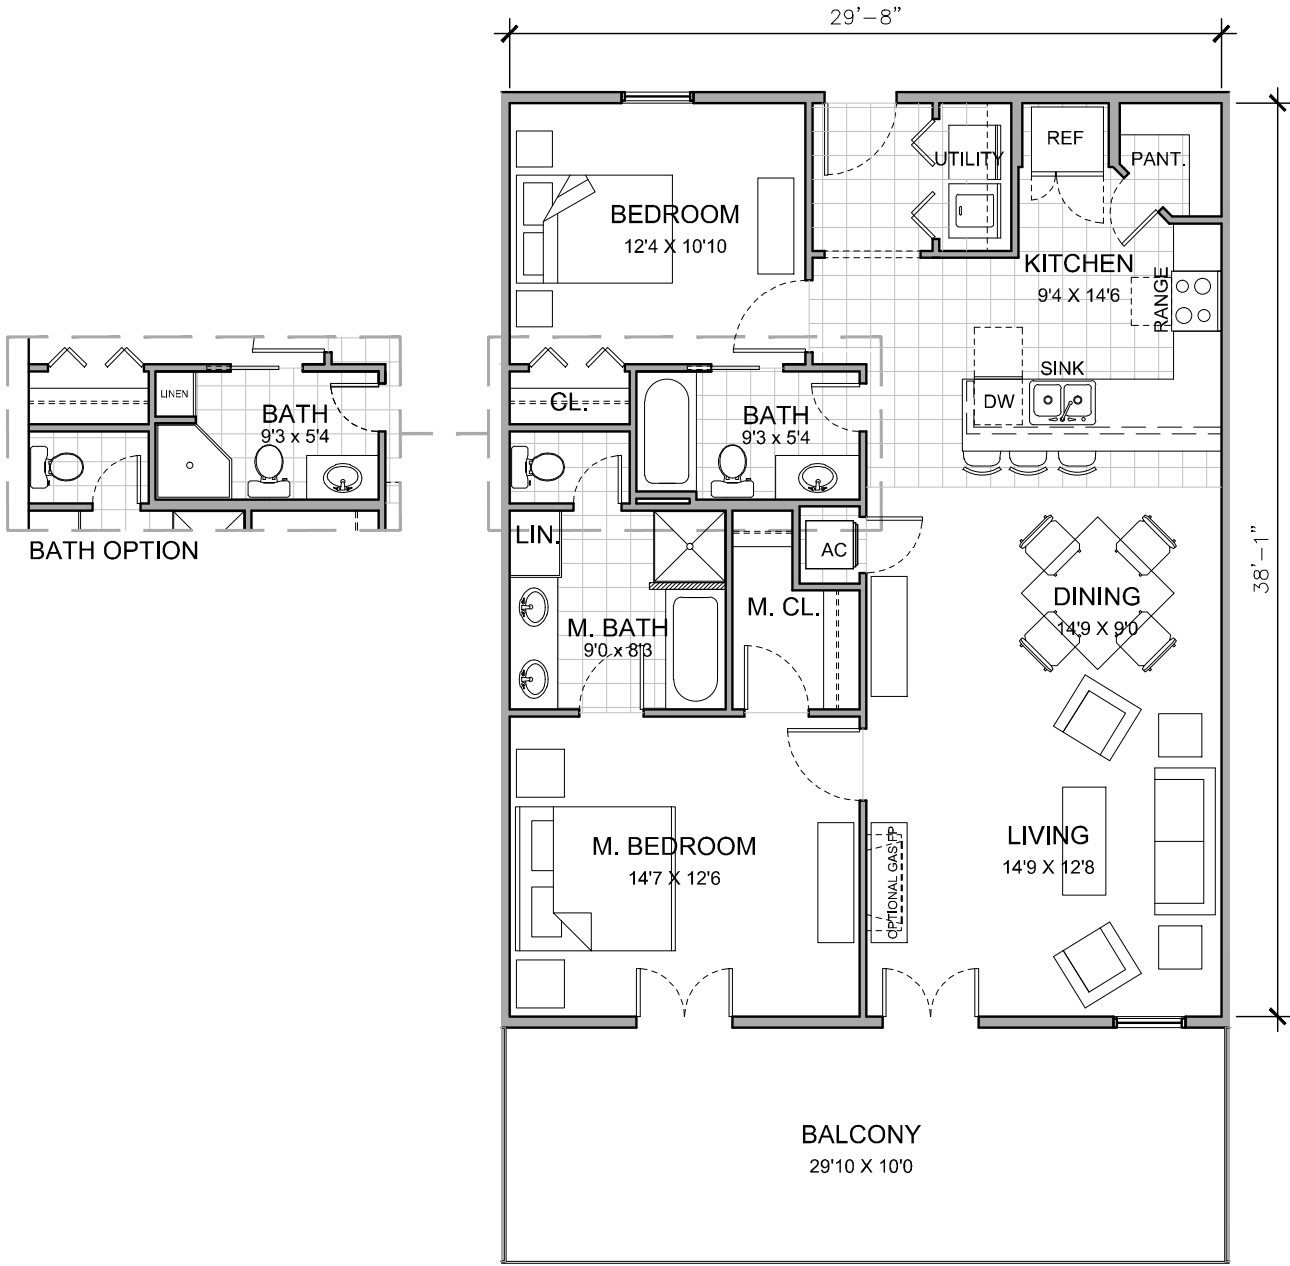 29'-8"
REF
UTILITY
PANT.
BEDROOM
12'4 X 10'10
KITCHEN
9'4 X 14'6
RANGE
SINK
DW
LINEN
BATH
9'3 x 5'4
CL.
BATH
9'3 x 5'4
BATH OPTION
LIN.
AC
38'-1"
M. CL.
DINING
14'9 X 9'0
M. BATH
9'0 x 8'3
M. BEDROOM
14'7 X 12'6
OPTIONAL GAS FP
LIVING
14'9 X 12'8
BALCONY
29'10 X 10'0